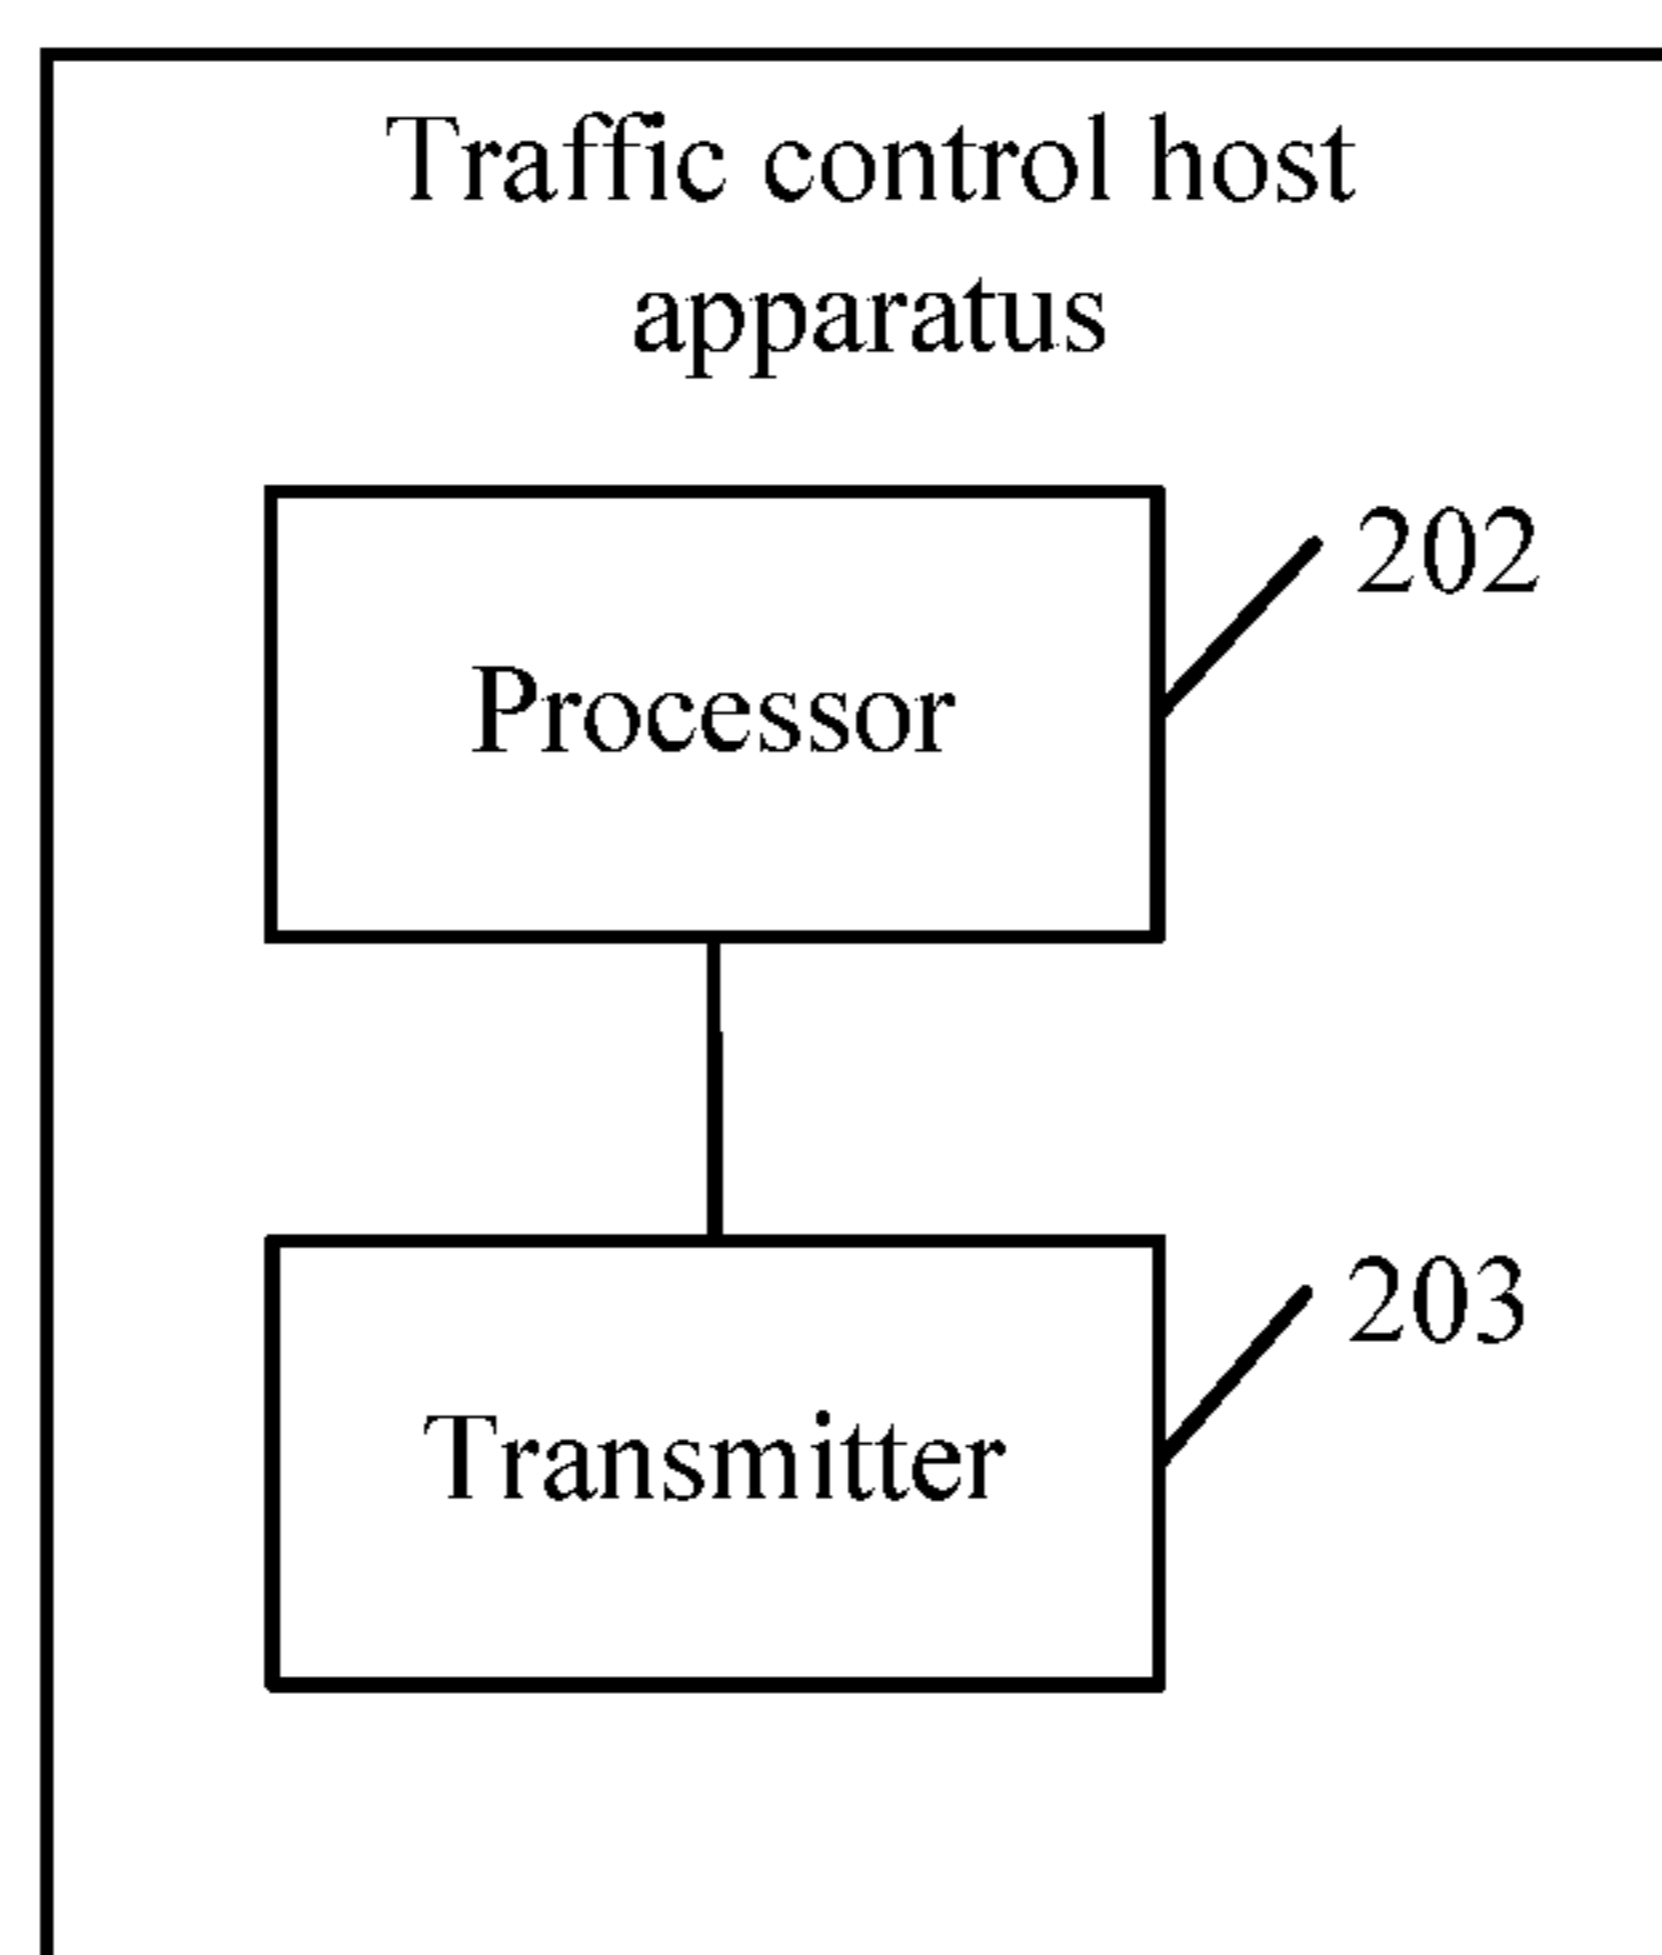 Traffic control host
apparatus
202
Processor
203
Transmitter